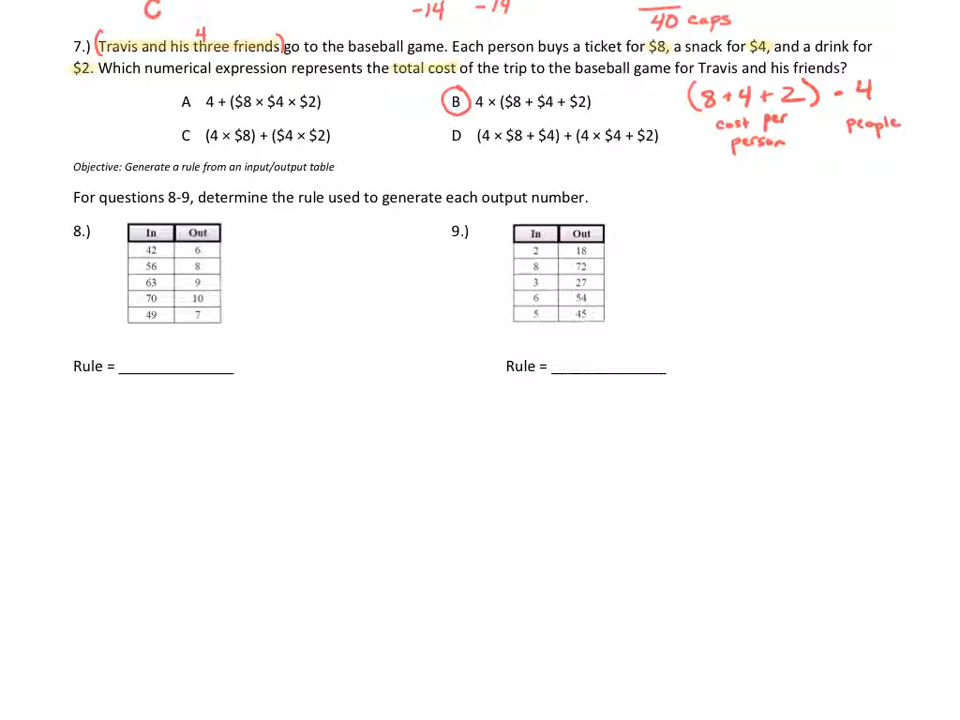 C
-14 -14
40 caps
4
7.) (Travis and his three friends) go to the baseball game. Each person buys a ticket for $8, a snack for $4, and a drink for
$2. Which numerical expression represents the total cost of the trip to the baseball game for Travis and his friends?
A 4 + ($8 × $4 × $2)
B 4 × ($8 + $4 + $2)
(8+4+2) · 4
C (4 × $8) + ($4 × $2)
D (4 × $8 + $4) + (4 × $4 + $2)
cost per
person
people
Objective: Generate a rule from an input/output table
For questions 8-9, determine the rule used to generate each output number.
8.)
In Out
42 6
56 8
63 9
70 10
49 7
Rule = ______________
9.)
In Out
2 18
8 72
3 27
6 54
5 45
Rule = ______________